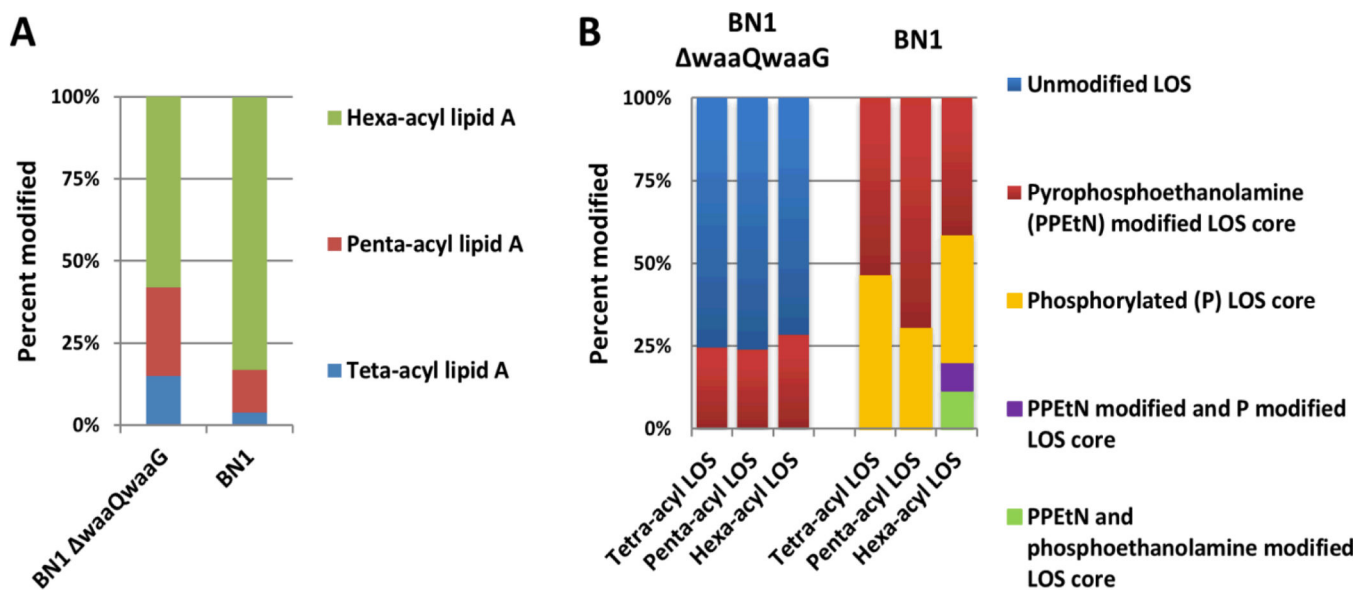 A
100%
75%
50%
25%
0%
Percent modified
BN1 ΔwaaQwaaG
BN1
Hexa-acyl lipid A
Penta-acyl lipid A
Teta-acyl lipid A
B
BN1
ΔwaaQwaaG
BN1
100%
75%
50%
25%
0%
Percent modified
Tetra-acyl LOS
Penta-acyl LOS
Hexa-acyl LOS
Tetra-acyl LOS
Penta-acyl LOS
Hexa-acyl LOS
Unmodified LOS
Pyrophosphoethanolamine
(PPEtN) modified LOS core
Phosphorylated (P) LOS core
PPEtN modified and P modified
LOS core
PPEtN and
phosphoethanolamine modified
LOS core